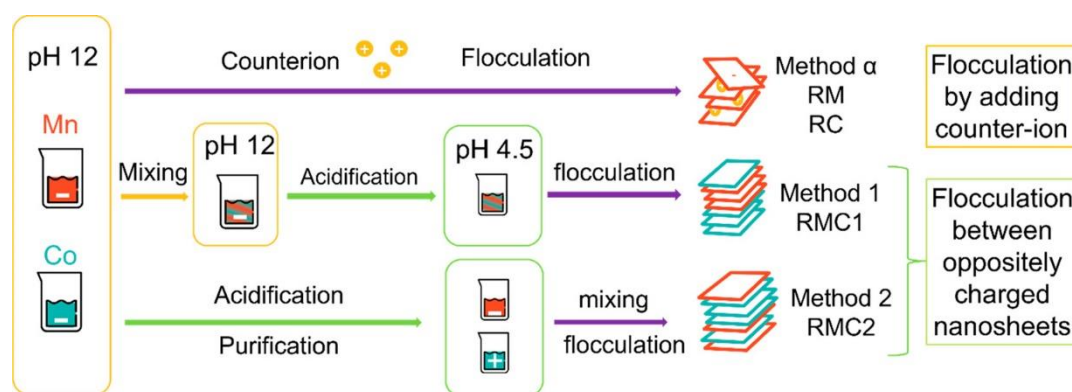 pH 12
Mn
Co
Counterion
+
+
+
Flocculation
Method α
RM
RC
Flocculation
by adding
counter-ion
Mixing
pH 12
Acidification
pH 4.5
flocculation
Method 1
RMC1
Acidification
Purification
+
mixing
flocculation
Method 2
RMC2
Flocculation
between
oppositely
charged
nanosheets